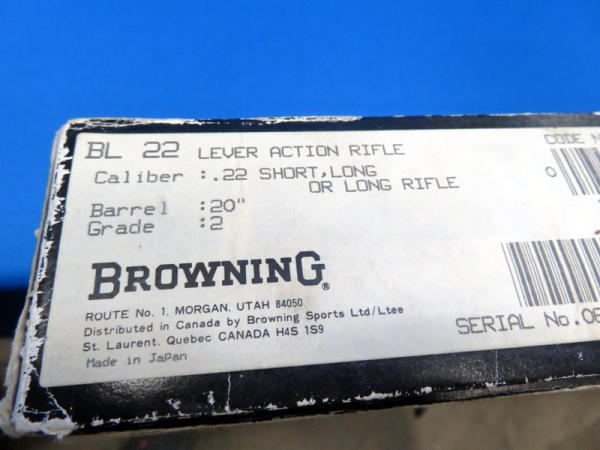 BL 22 LEVER ACTION RIFLE
CODE
Caliber :.22 SHORT,LONG
OR LONG RIFLE
0
Barrel :20"
Grade :2
BROWNING®
ROUTE No. 1, MORGAN, UTAH 84050
Distributed in Canada by Browning Sports Ltd/Ltee
St. Laurent, Quebec CANADA H4S 1S9
Made in Japan
SERIAL No.